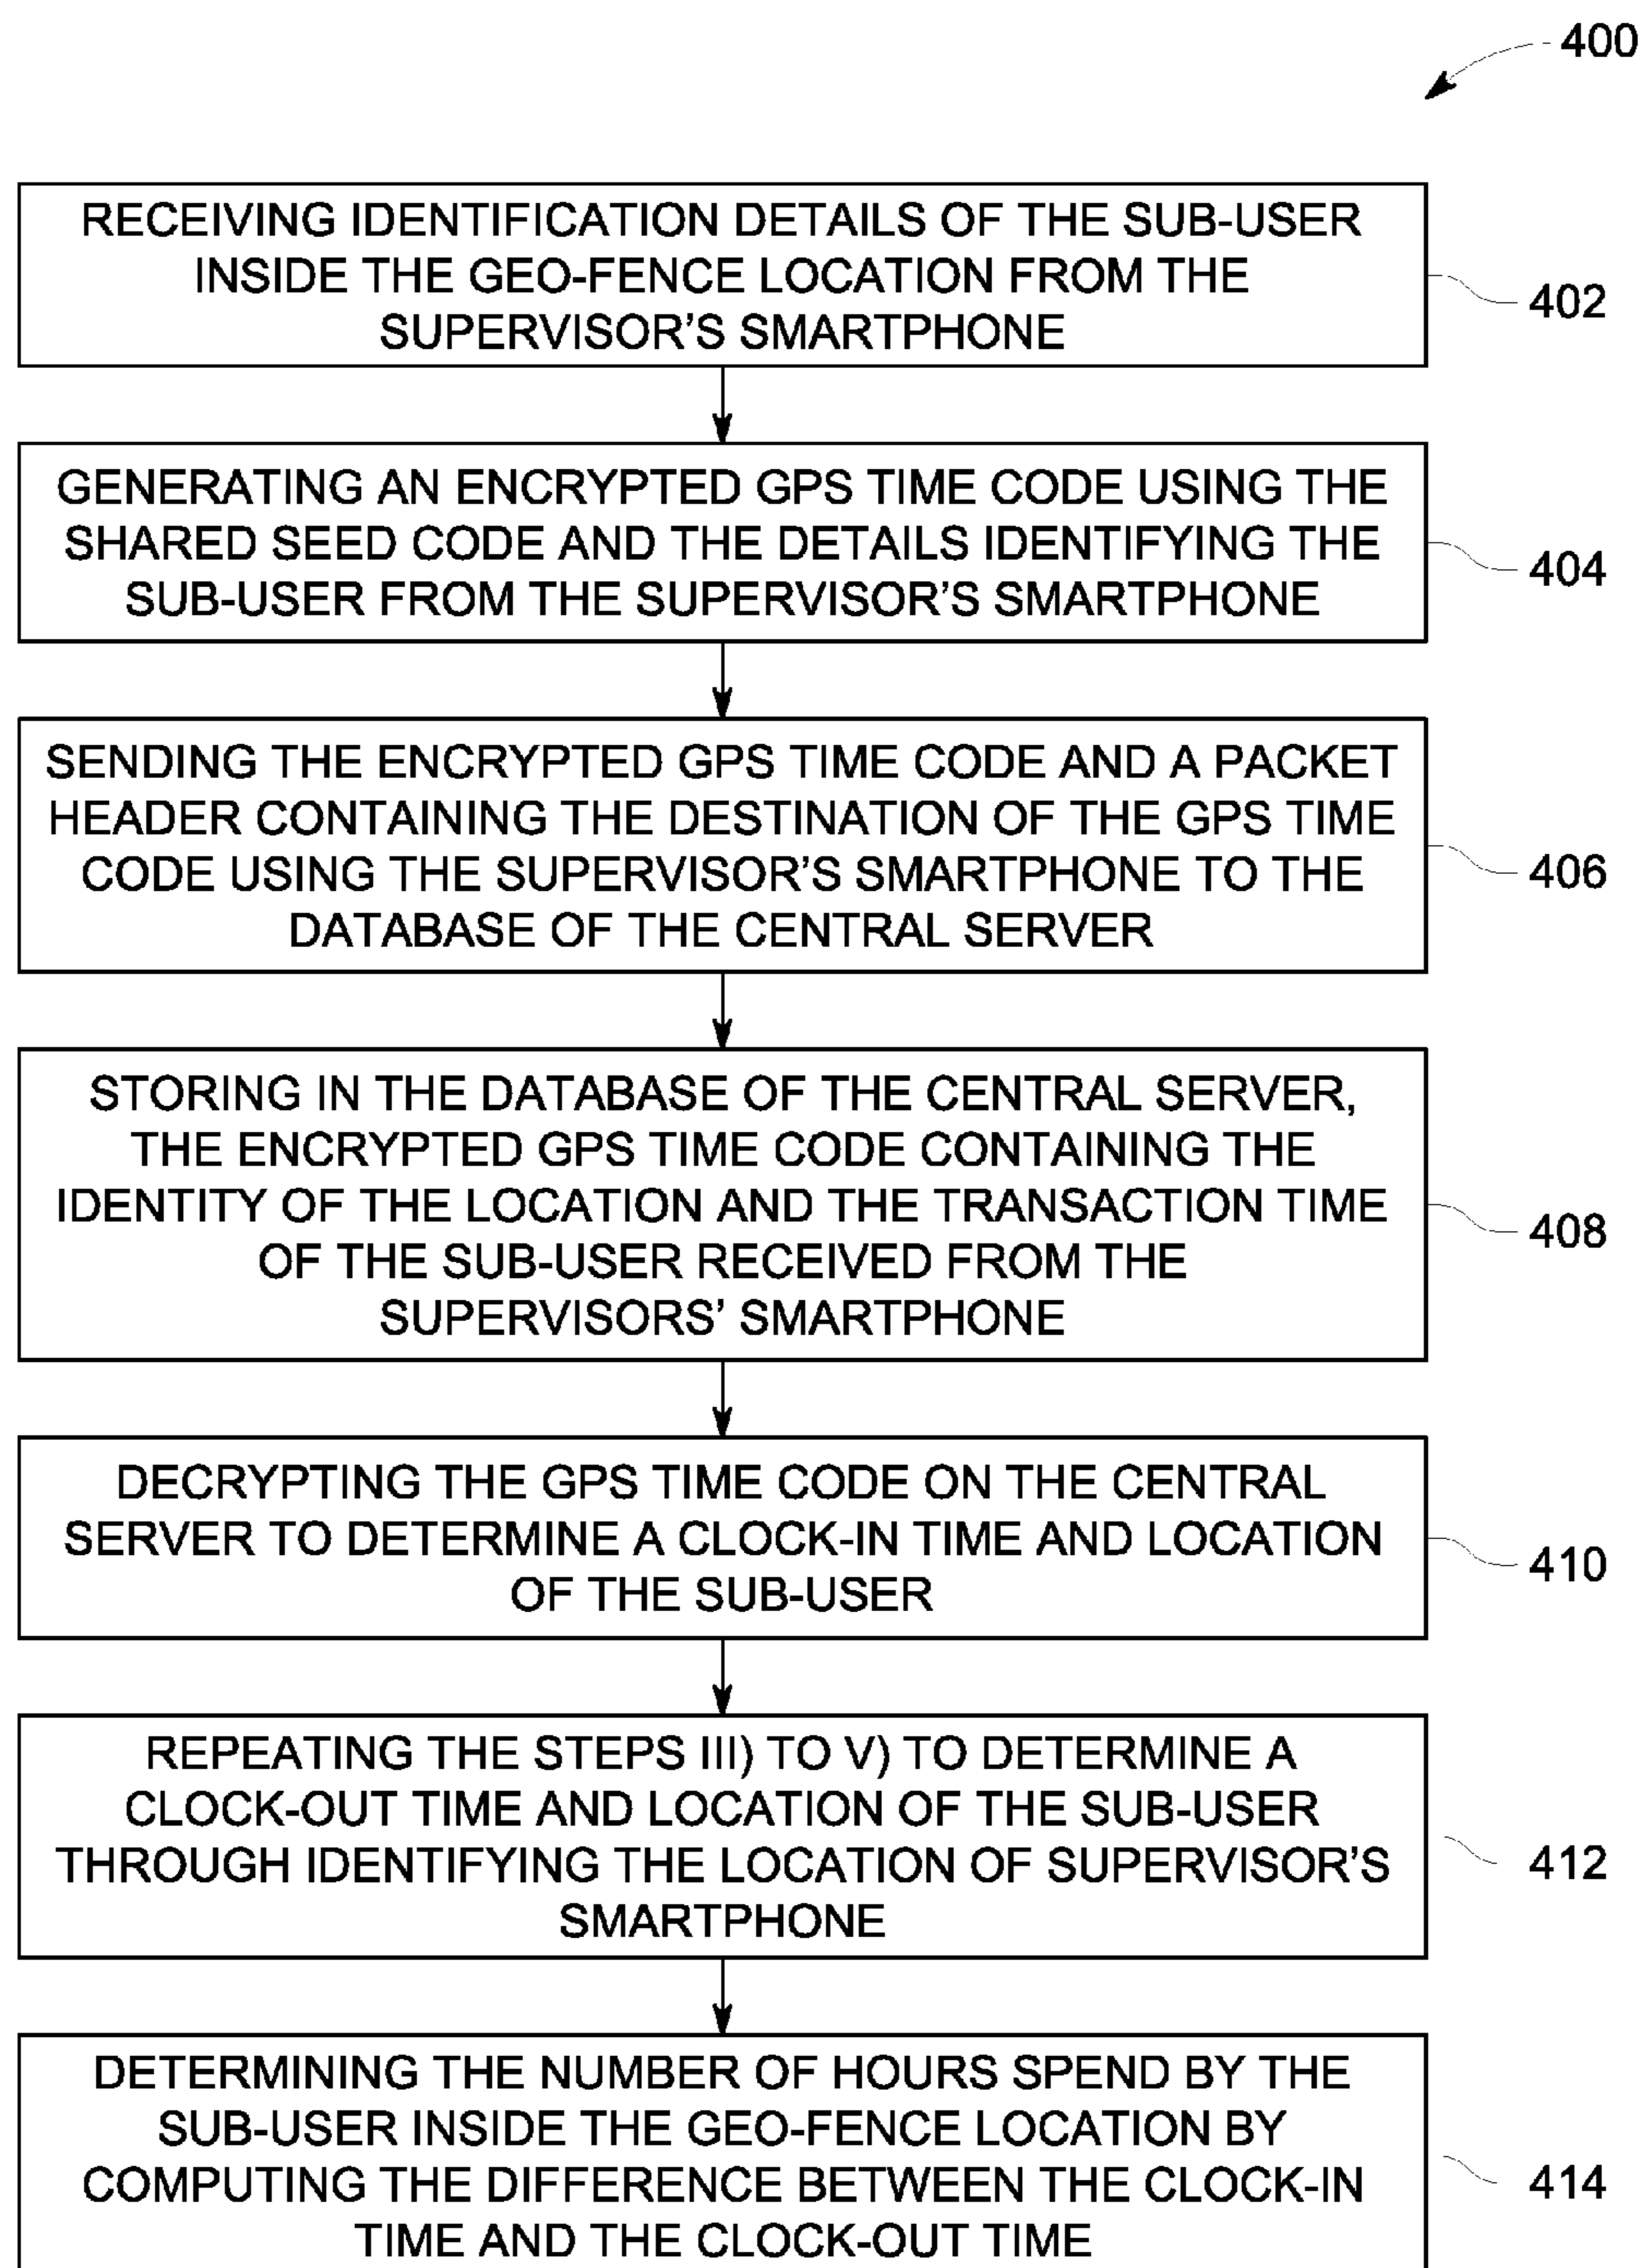 400
RECEIVING IDENTIFICATION DETAILS OF THE SUB-USER
INSIDE THE GEO-FENCE LOCATION FROM THE
SUPERVISOR'S SMARTPHONE
402
GENERATING AN ENCRYPTED GPS TIME CODE USING THE
SHARED SEED CODE AND THE DETAILS IDENTIFYING THE
SUB-USER FROM THE SUPERVISOR'S SMARTPHONE
404
SENDING THE ENCRYPTED GPS TIME CODE AND A PACKET
HEADER CONTAINING THE DESTINATION OF THE GPS TIME
CODE USING THE SUPERVISOR'S SMARTPHONE TO THE
DATABASE OF THE CENTRAL SERVER
406
STORING IN THE DATABASE OF THE CENTRAL SERVER,
THE ENCRYPTED GPS TIME CODE CONTAINING THE
IDENTITY OF THE LOCATION AND THE TRANSACTION TIME
OF THE SUB-USER RECEIVED FROM THE
SUPERVISORS' SMARTPHONE
408
DECRYPTING THE GPS TIME CODE ON THE CENTRAL
SERVER TO DETERMINE A CLOCK-IN TIME AND LOCATION
OF THE SUB-USER
410
REPEATING THE STEPS III) TO V) TO DETERMINE A
CLOCK-OUT TIME AND LOCATION OF THE SUB-USER
THROUGH IDENTIFYING THE LOCATION OF SUPERVISOR'S
SMARTPHONE
412
DETERMINING THE NUMBER OF HOURS SPEND BY THE
SUB-USER INSIDE THE GEO-FENCE LOCATION BY
COMPUTING THE DIFFERENCE BETWEEN THE CLOCK-IN
TIME AND THE CLOCK-OUT TIME
414